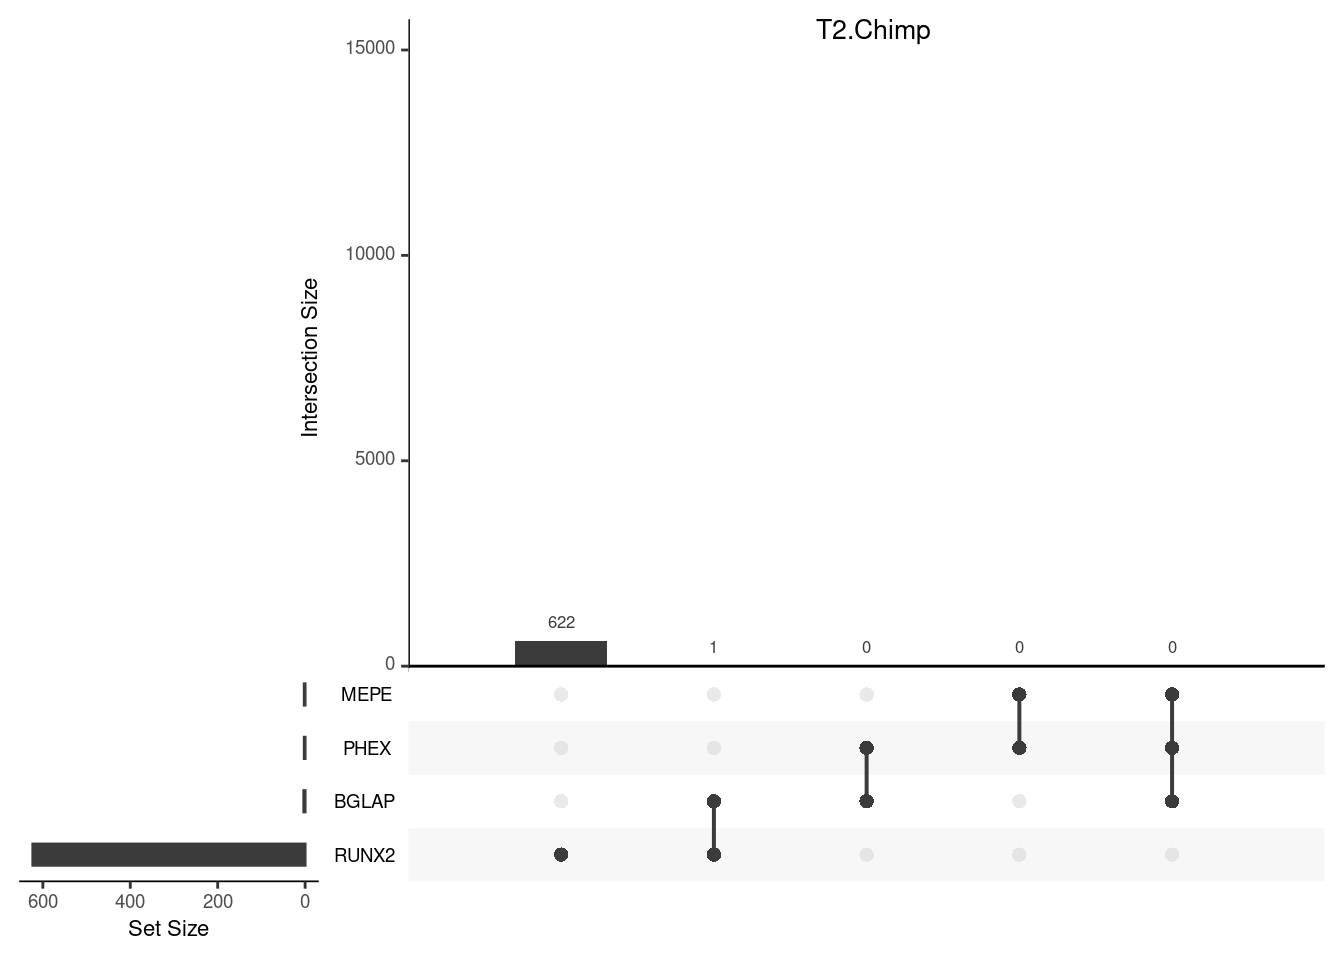 T2.Chimp
15000
10000
5000
0
Intersection Size
622
1
0
0
0
MEPE
PHEX
BGLAP
RUNX2
600
400
200
0
Set Size